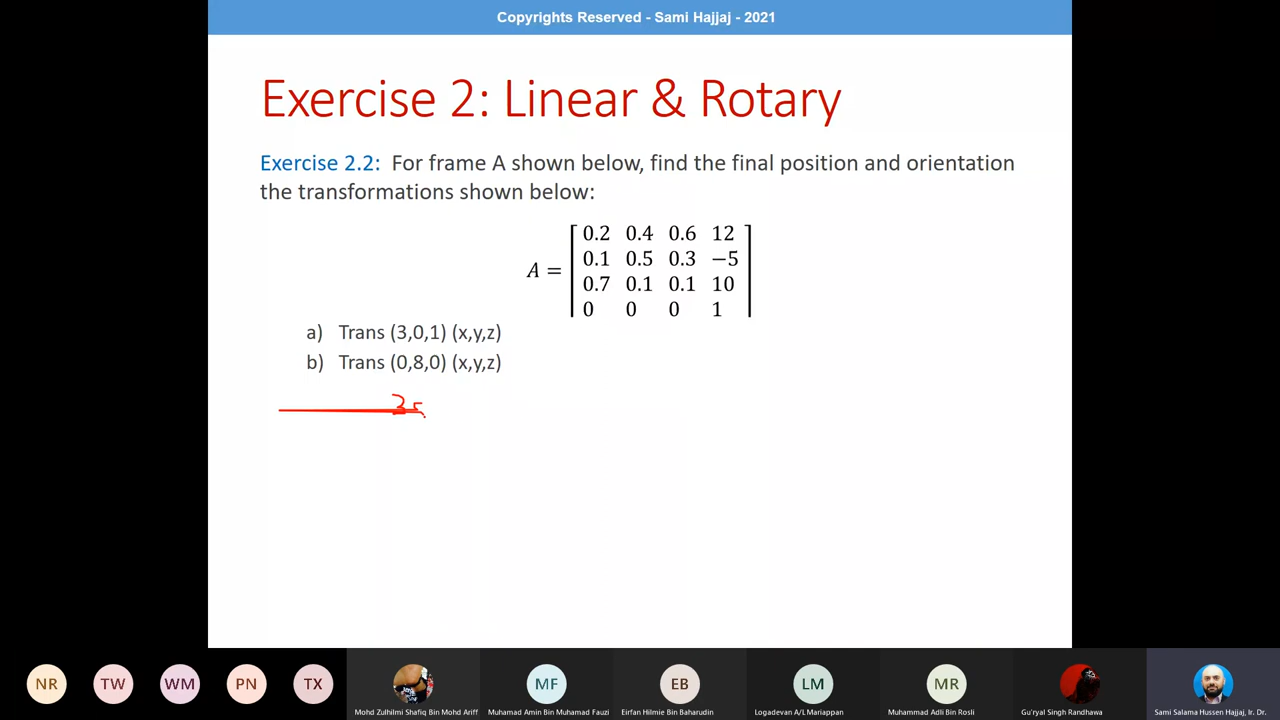 Copyrights Reserved - Sami Hajjaj - 2021
Exercise 2: Linear & Rotary
Exercise 2.2: For frame A shown below, find the final position and orientation
the transformations shown below:
A =
0.2 0.4 0.6 12
0.1 0.5 0.3 −5
0.7 0.1 0.1 10
0 0 0 1
a) Trans (3,0,1) (x,y,z)
b) Trans (0,8,0) (x,y,z)
NR TW WM PN TX MF EB LM MR
Mohd Zulhilmi Shafiq Bin Mohd Ariff Muhamad Amin Bin Muhamad Fauzi Eirfan Hilmie Bin Baharudin Logadevan A/L Mariappan Muhammad Adli Bin Rosli Gu'ryal Singh Randhawa Sami Salama Hussen Hajjaj, Ir. Dr.